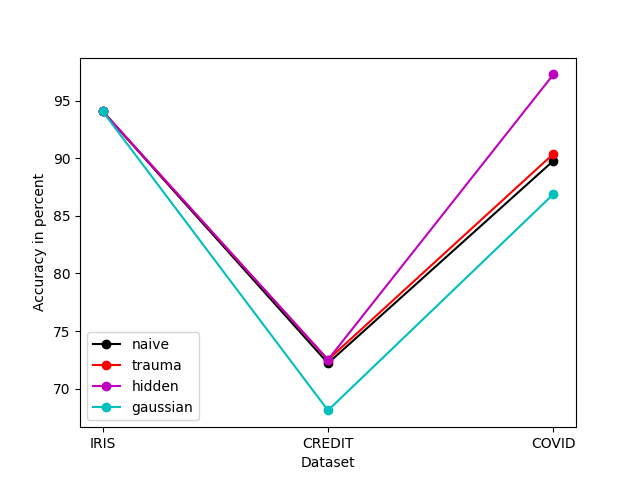 Accuracy in percent
95
90
85
80
75
70
naive
trauma
hidden
gaussian
IRIS CREDIT COVID
Dataset